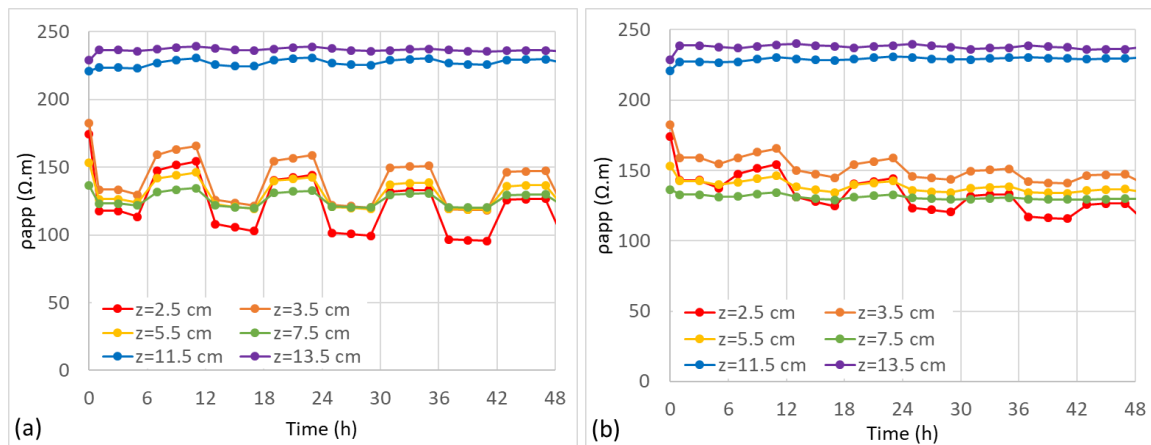 250
200
150
100
50
0
ρapp (Ω.m)
z=2.5 cm z=3.5 cm
z=5.5 cm z=7.5 cm
z=11.5 cm z=13.5 cm
0 6 12 18 24 30 36 42 48
(a) Time (h)
250
200
150
100
50
0
ρapp (Ω.m)
z=2.5 cm z=3.5 cm
z=5.5 cm z=7.5 cm
z=11.5 cm z=13.5 cm
0 6 12 18 24 30 36 42 48
(b) Time (h)